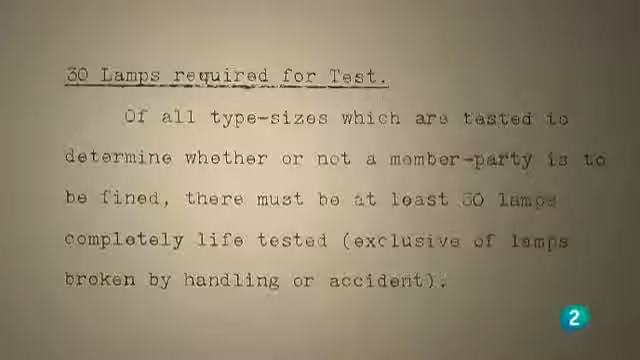 30 Lamps required for Test.
Of all type-sizes which are tested to
determine whether or not a member-party is to
be fined, there must be at least 30 lamps
completely life tested (exclusive of lamps
broken by handling or accident).
2